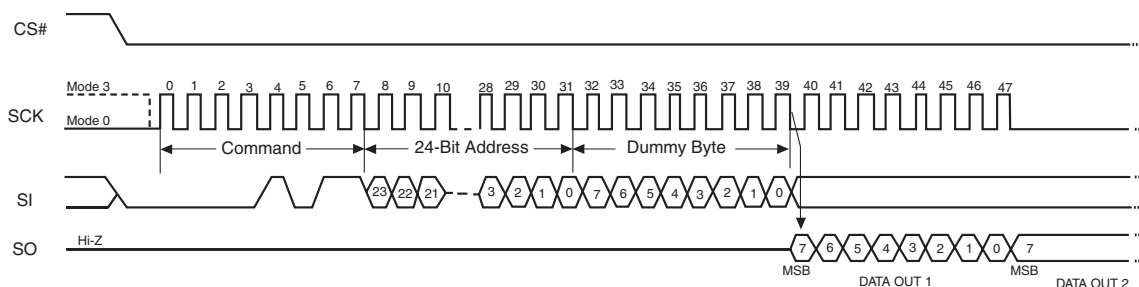 CS#
Mode 3 0 1 2 3 4 5 6 7 8 9 10 28 29 30 31 32 33 34 35 36 37 38 39 40 41 42 43 44 45 46 47
SCK
Mode 0
Command 24-Bit Address Dummy Byte
SI 23 22 21 3 2 1 0 7 6 5 4 3 2 1 0
SO Hi-Z 7 6 5 4 3 2 1 0 7
MSB DATA OUT 1 MSB DATA OUT 2